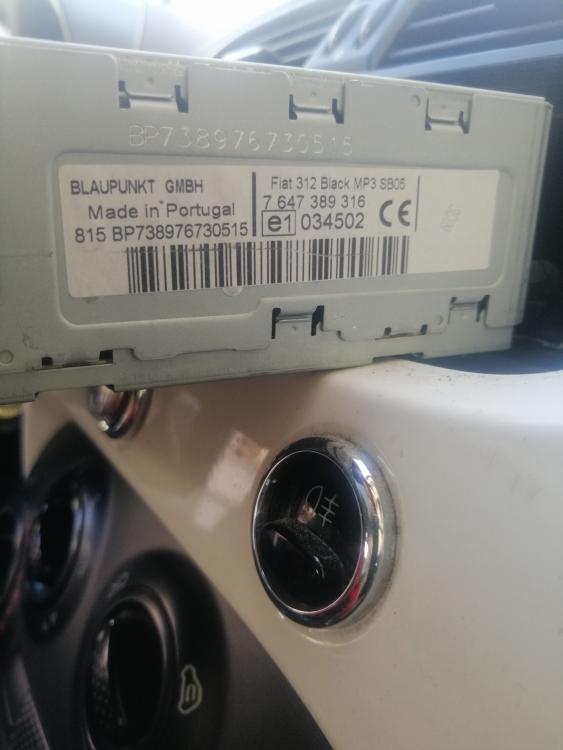 BP738976730515
BLAUPUNKT GMBH
Made in Portugal
815 BP738976730515
Fiat 312 Black MP3 SB05
7 647 389 316
e1 034502 CE